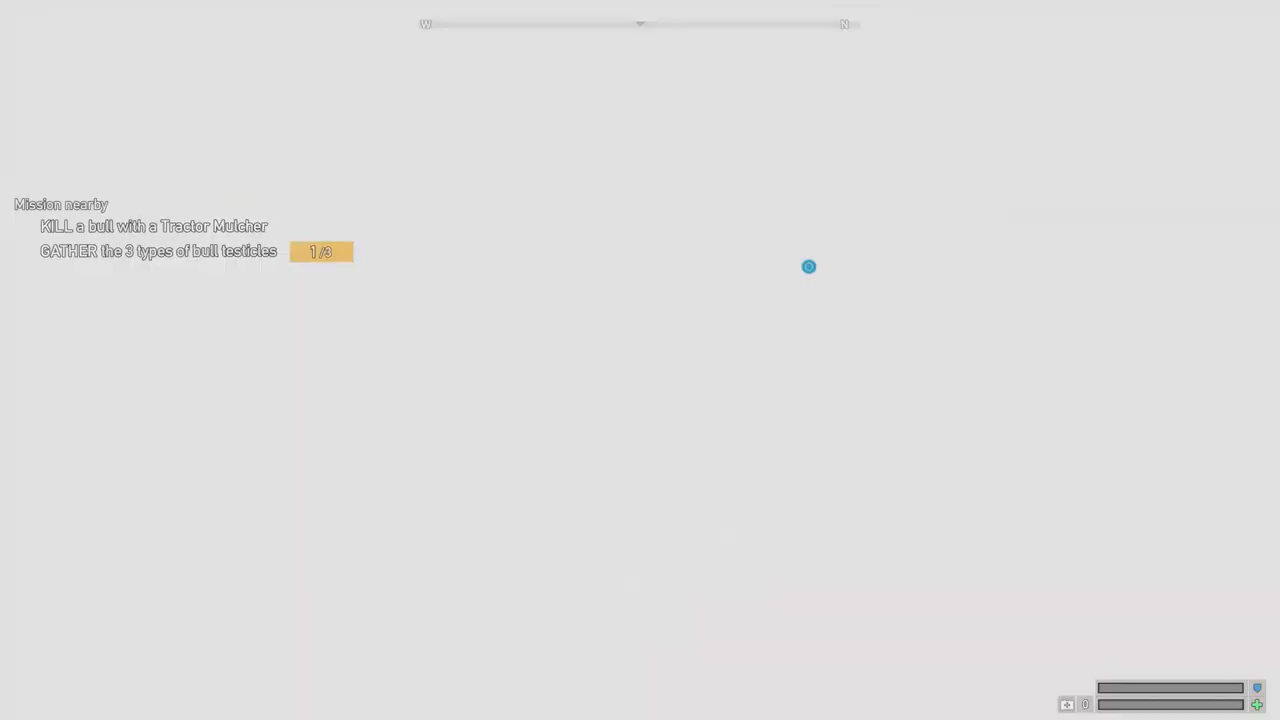 W N
Mission nearby
KILL a bull with a Tractor Mulcher
GATHER the 3 types of bull testicles 1/3
0